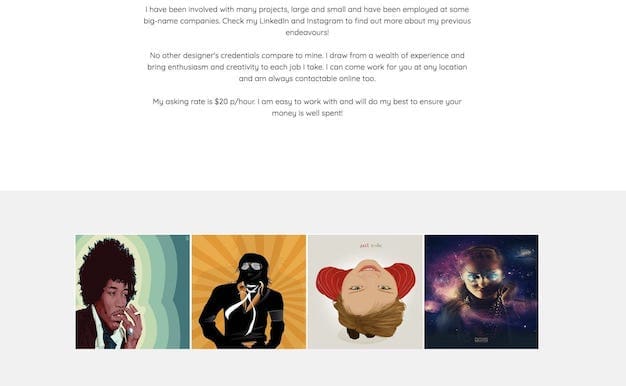 I have been involved with many projects, large and small and have been employed at some
big-name companies. Check my LinkedIn and Instagram to find out more about my previous
endeavours!
No other designer's credentials compare to mine. I draw from a wealth of experience and
bring enthusiasm and creativity to each job I take. I can come work for you at any location
and am always contactable online too.
My asking rate is $20 p/hour. I am easy to work with and will do my best to ensure your
money is well spent!